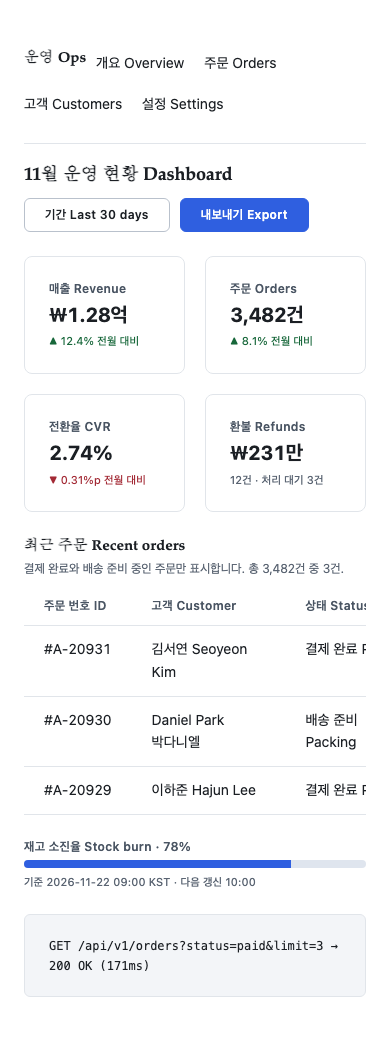 운영 Ops
개요 Overview
주문 Orders
고객 Customers
설정 Settings
11월 운영 현황 Dashboard
기간 Last 30 days
내보내기 Export
매출 Revenue
₩1.28억
▲ 12.4% 전월 대비
주문 Orders
3,482건
▲ 8.1% 전월 대비
전환율 CVR
2.74%
▼ 0.31%p 전월 대비
환불 Refunds
₩231만
12건 · 처리 대기 3건
최근 주문 Recent orders
결제 완료와 배송 준비 중인 주문만 표시합니다. 총 3,482건 중 3건.
주문 번호 ID
고객 Customer
상태 Status
#A-20931
김서연 Seoyeon
Kim
결제 완료
#A-20930
Daniel Park
박다니엘
배송 준비
Packing
#A-20929
이하준 Hajun Lee
결제 완료
재고 소진율 Stock burn · 78%
기준 2026-11-22 09:00 KST · 다음 갱신 10:00
GET /api/v1/orders?status=paid&limit=3 →
200 OK (171ms)